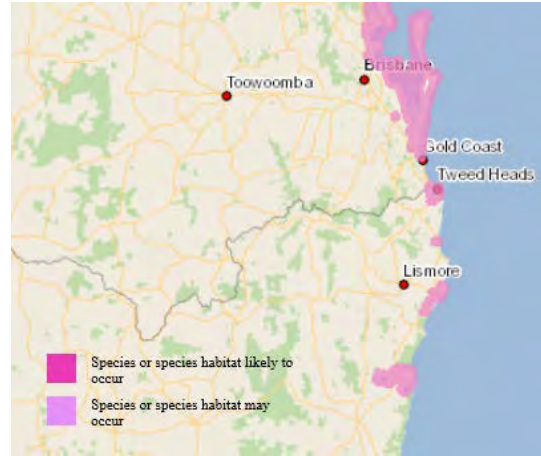 Brisbane
Toowoomba
Gold Coast
Tweed Heads
Lismore
Species or species habitat likely to
occur
Species or species habitat may
occur